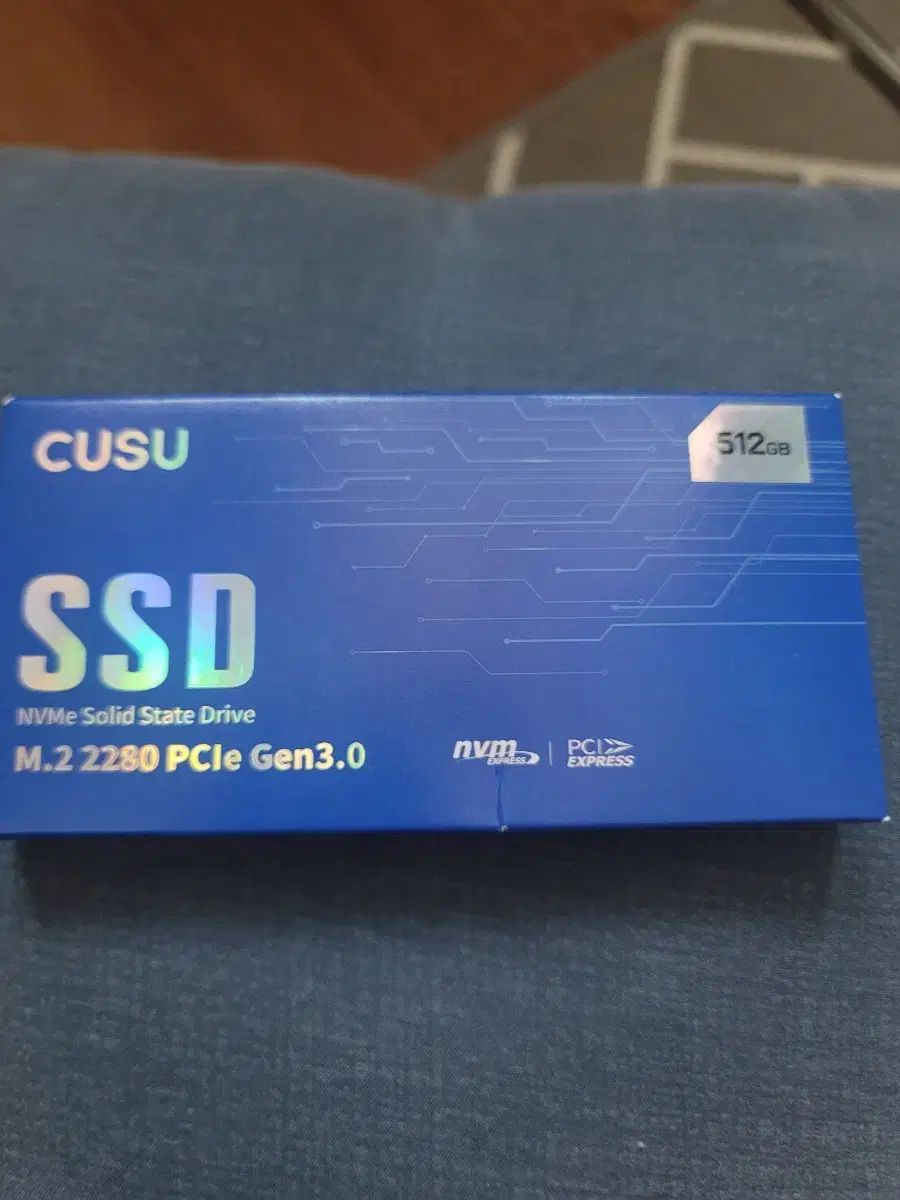 CUSU
512GB
SSD
NVMe Solid State Drive
M.2 2280 PCIe Gen3.0
nvm EXPRESS
PCI EXPRESS